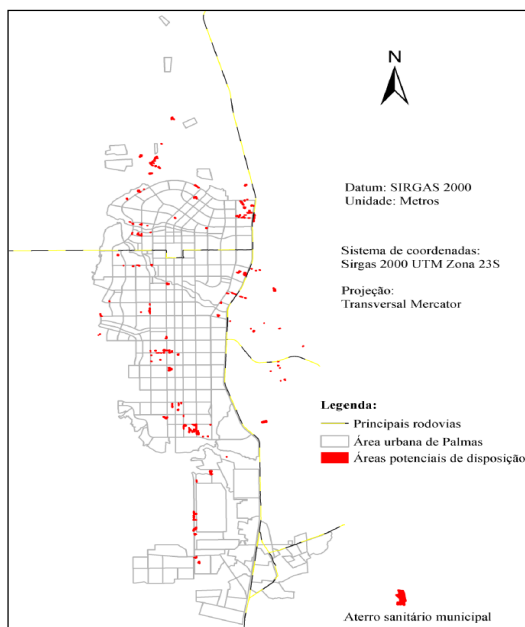 N
Datum: SIRGAS 2000
Unidade: Metros
Sistema de coordenadas:
Sirgas 2000 UTM Zona 23S
Projeção:
Transversal Mercator
Legenda:
Principais rodovias
Área urbana de Palmas
Áreas potenciais de disposição
Aterro sanitário municipal